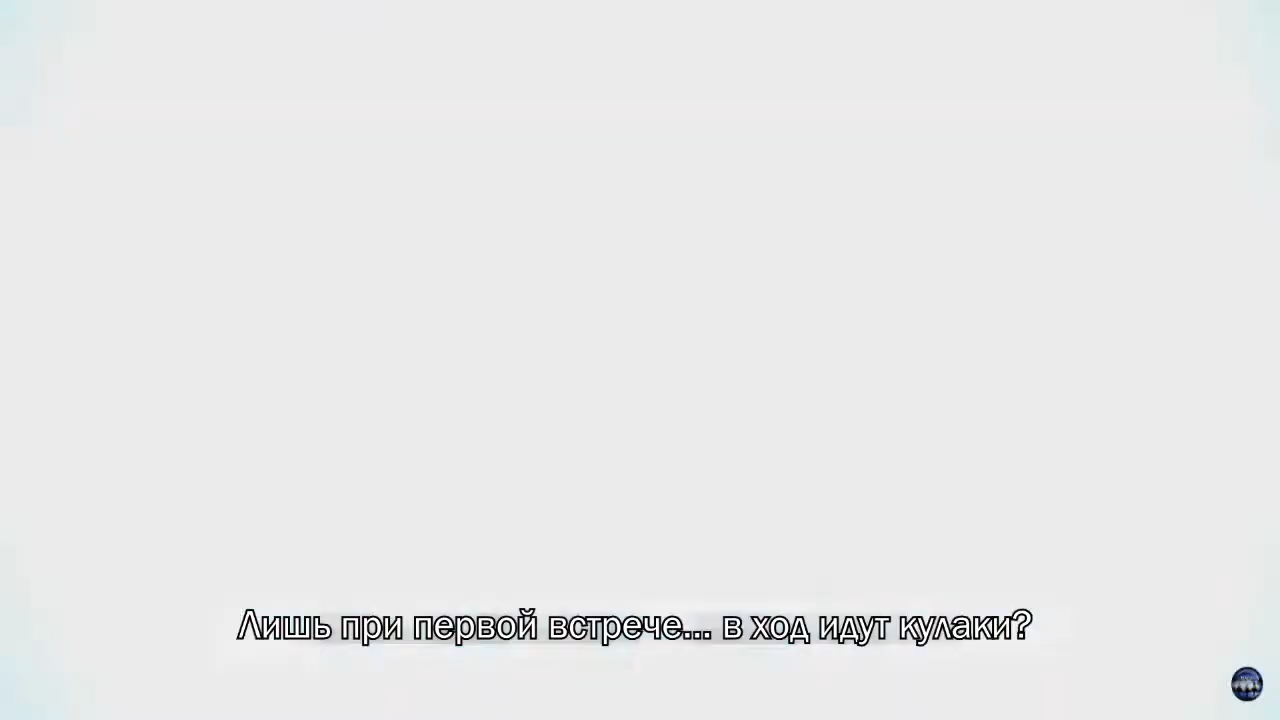 Лишь при первой встрече... в ход идут кулаки?